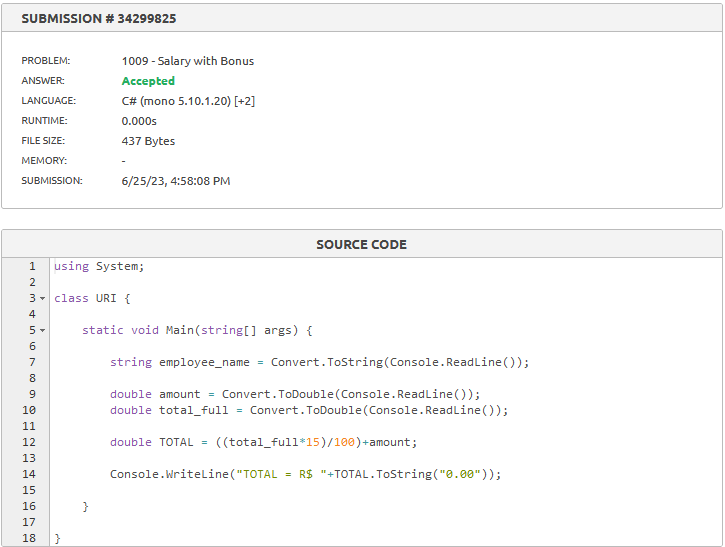 SUBMISSION # 34299825
PROBLEM: 1009 - Salary with Bonus
ANSWER: Accepted
LANGUAGE: C# (mono 5.10.1.20) [+2]
RUNTIME: 0.000s
FILE SIZE: 437 Bytes
MEMORY: -
SUBMISSION: 6/25/23, 4:58:08 PM
SOURCE CODE
1 using System;
2
3 class URI {
4
5 static void Main(string[] args) {
6
7 string employee_name = Convert.ToString(Console.ReadLine());
8
9 double amount = Convert.ToDouble(Console.ReadLine());
10 double total_full = Convert.ToDouble(Console.ReadLine());
11
12 double TOTAL = ((total_full*15)/100)+amount;
13
14 Console.WriteLine("TOTAL = R$ "+TOTAL.ToString("0.00"));
15
16 }
17
18 }